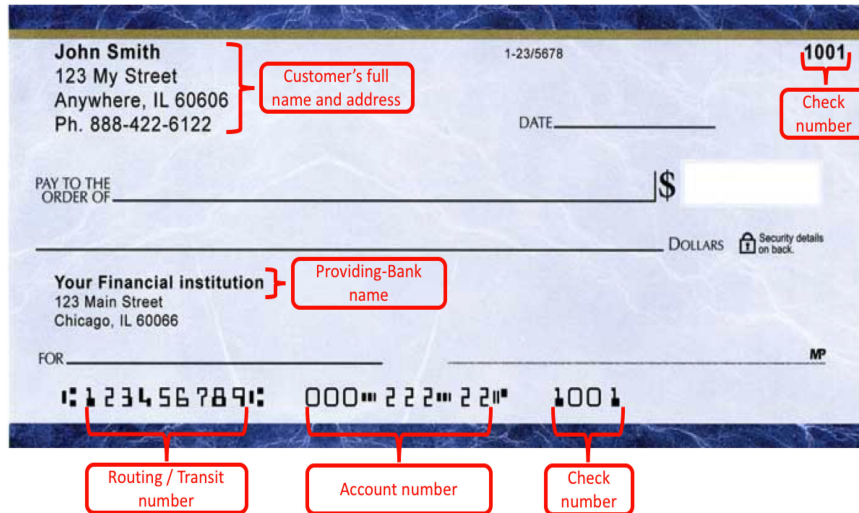 John Smith
123 My Street
Anywhere, IL 60606
Ph. 888-422-6122
Customer's full
name and address
1-23/5678
1001
Check
number
DATE
PAY TO THE
ORDER OF
$
DOLLARS
Security details
on back.
Your Financial institution
123 Main Street
Chicago, IL 60066
Providing-Bank
name
FOR
MP
⑆123456789⑆ 000⑉222⑉22⑈ 1001
Routing / Transit
number
Account number
Check
number